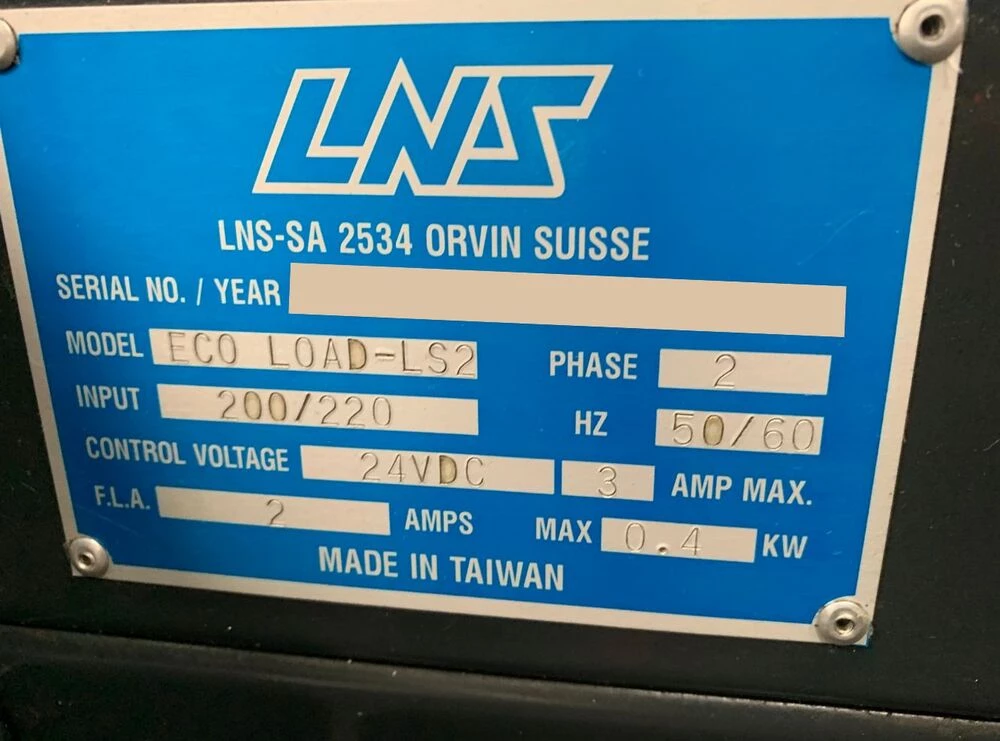 LNS
LNS-SA 2534 ORVIN SUISSE
SERIAL NO. / YEAR
MODEL ECO LOAD-LS2 PHASE 2
INPUT 200/220 HZ 50/60
CONTROL VOLTAGE 24VDC 3 AMP MAX.
F.L.A. 2 AMPS MAX 0.4 KW
MADE IN TAIWAN